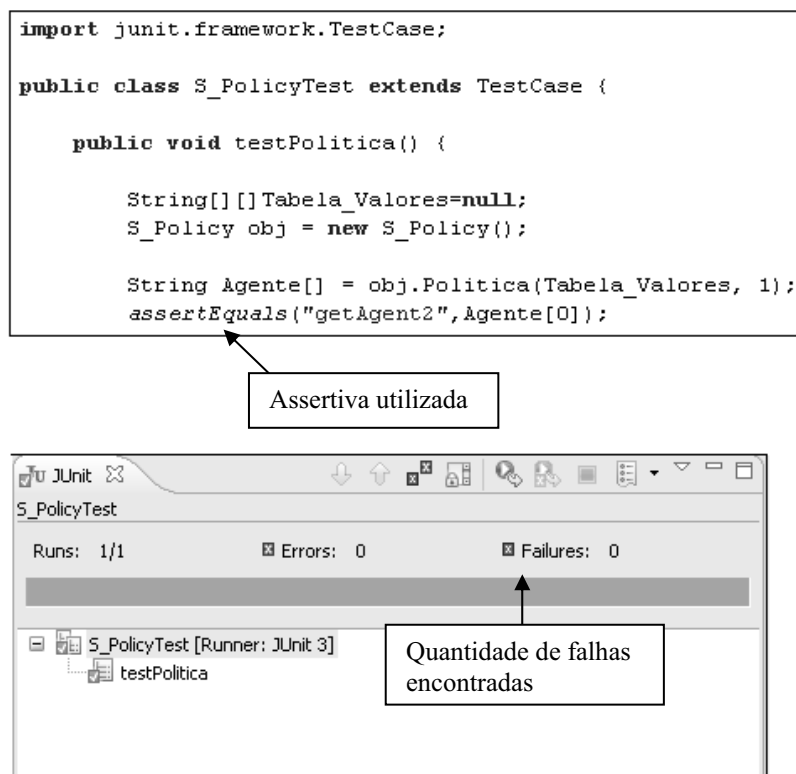 import junit.framework.TestCase;
public class S_PolicyTest extends TestCase {
public void testPolitica() {
String[][]Tabela_Valores=null;
S_Policy obj = new S_Policy();
String Agente[] = obj.Politica(Tabela_Valores, 1);
assertEquals("getAgent2",Agente[0]);
Assertiva utilizada
JU JUnit
S_PolicyTest
Runs: 1/1 Errors: 0 Failures: 0
S_PolicyTest [Runner: JUnit 3]
testPolitica
Quantidade de falhas
encontradas